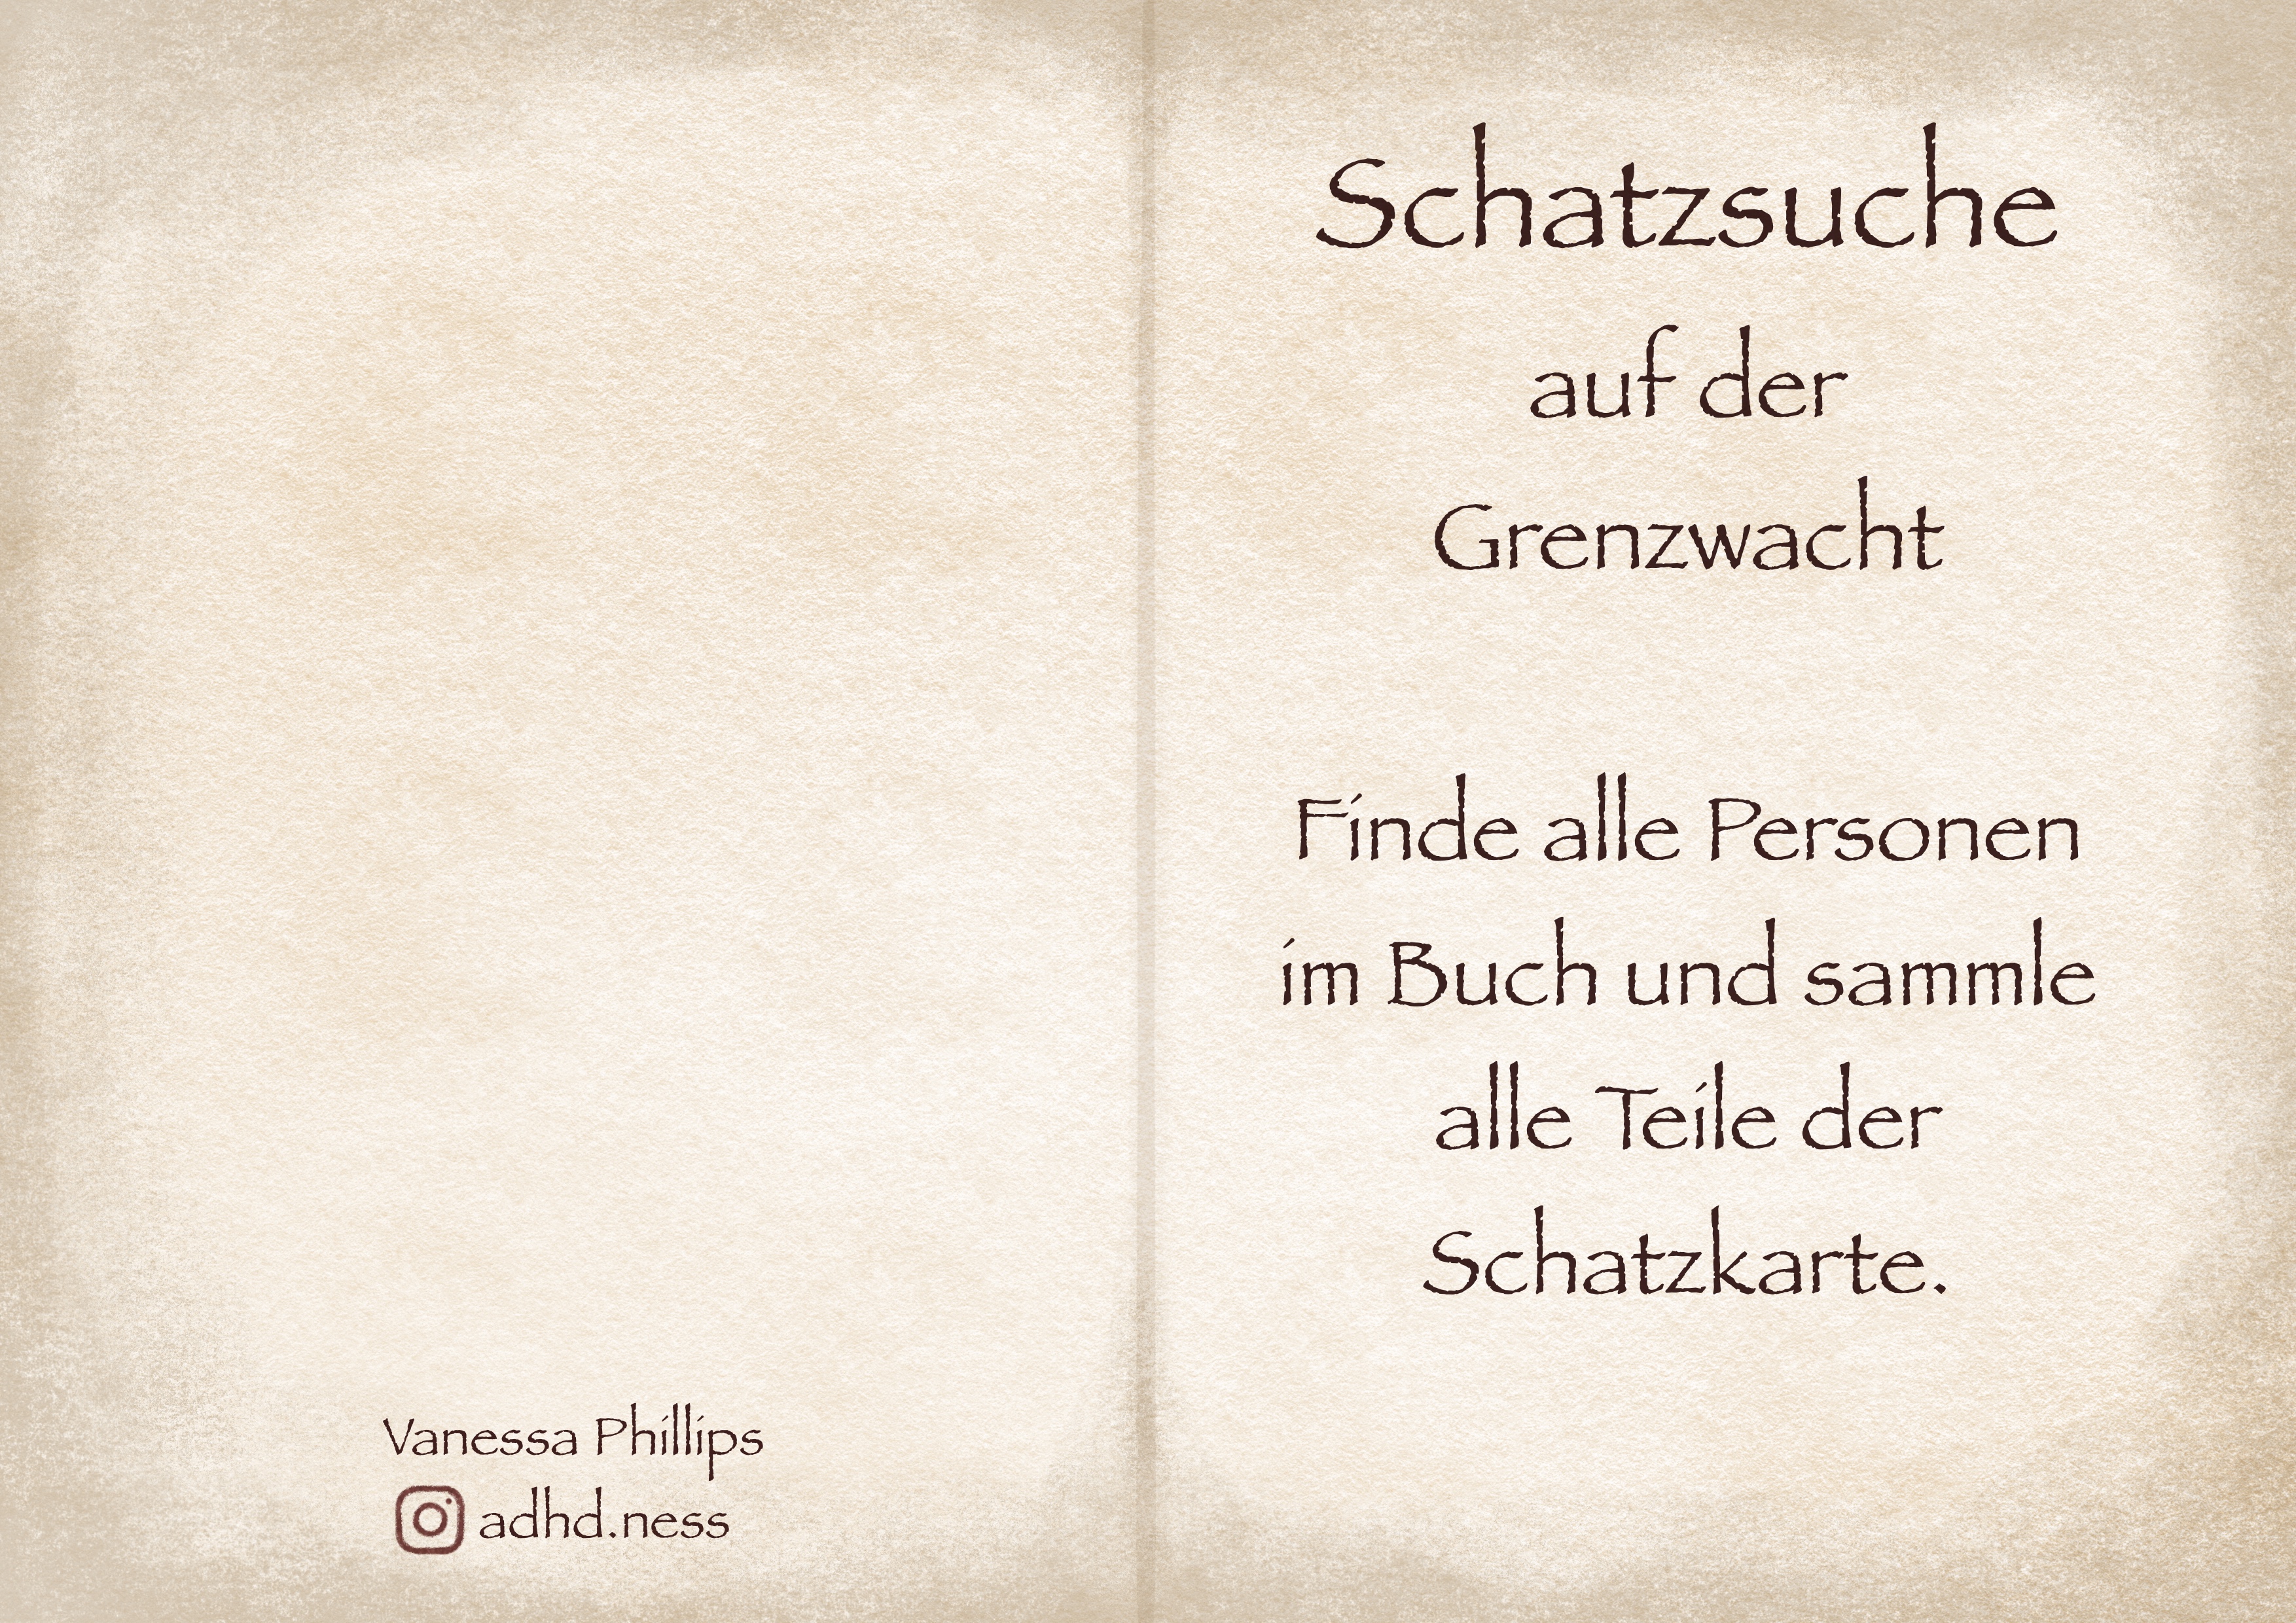 Vanessa Phillips
adhd.ness
Schatzsuche
auf der
Grenzwacht
Finde alle Personen
im Buch und sammle
alle Teile der
Schatzkarte.